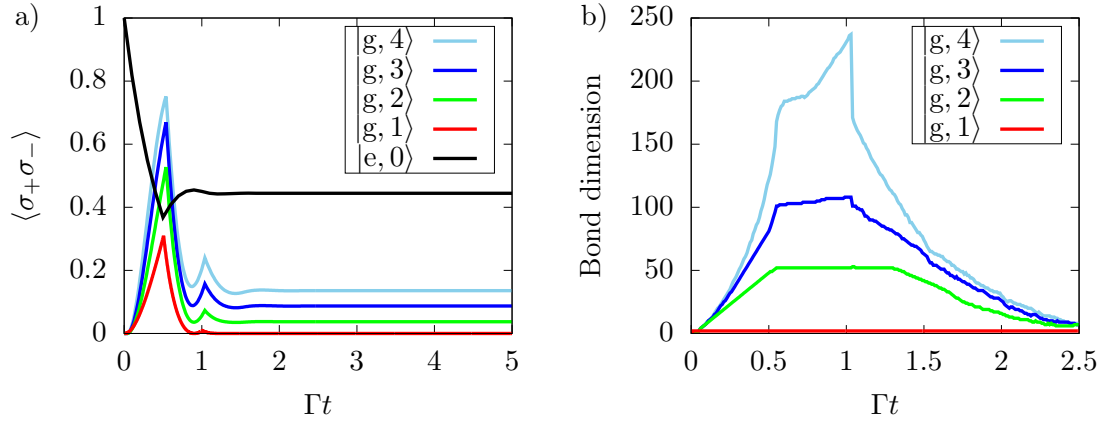 a)
⟨σ+σ−⟩
1
0.8
0.6
0.4
0.2
0
0 1 2 3 4 5
Γt
|g, 4⟩
|g, 3⟩
|g, 2⟩
|g, 1⟩
|e, 0⟩
b)
Bond dimension
250
200
150
100
50
0
0 0.5 1 1.5 2 2.5
Γt
|g, 4⟩
|g, 3⟩
|g, 2⟩
|g, 1⟩